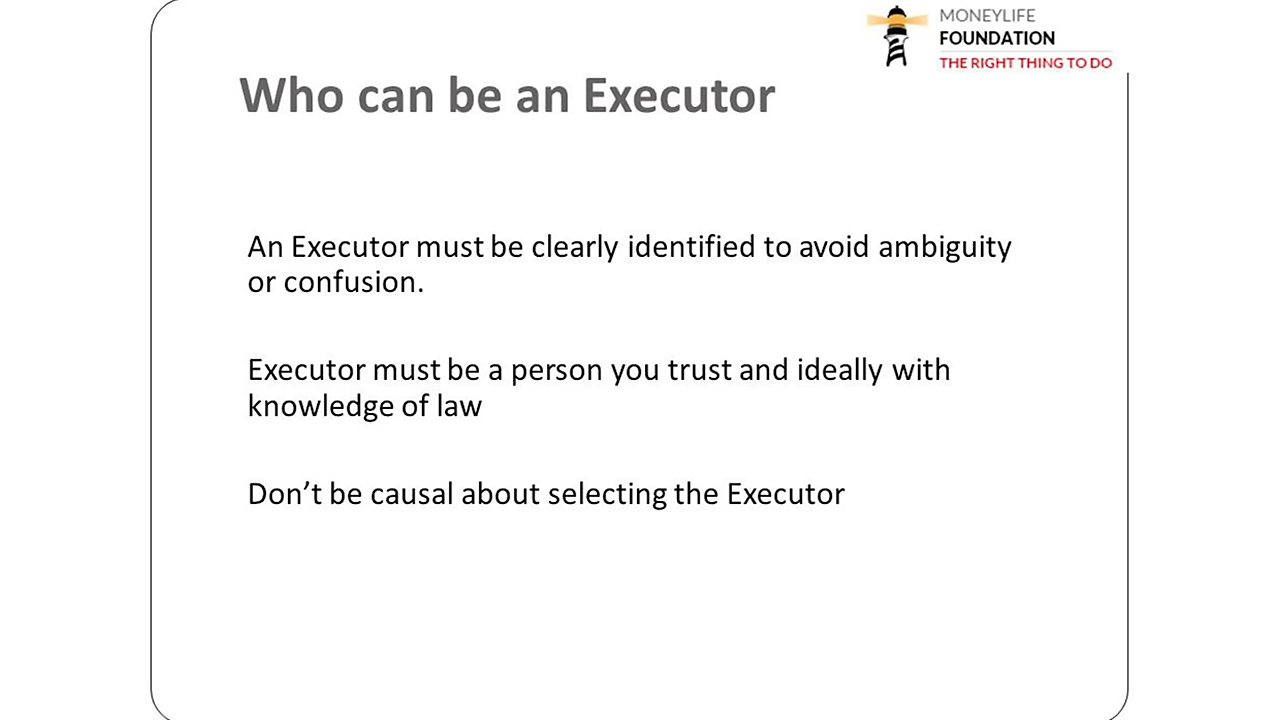 MONEYLIFE
FOUNDATION
THE RIGHT THING TO DO
Who can be an Executor
An Executor must be clearly identified to avoid ambiguity
or confusion.
Executor must be a person you trust and ideally with
knowledge of law
Don’t be causal about selecting the Executor